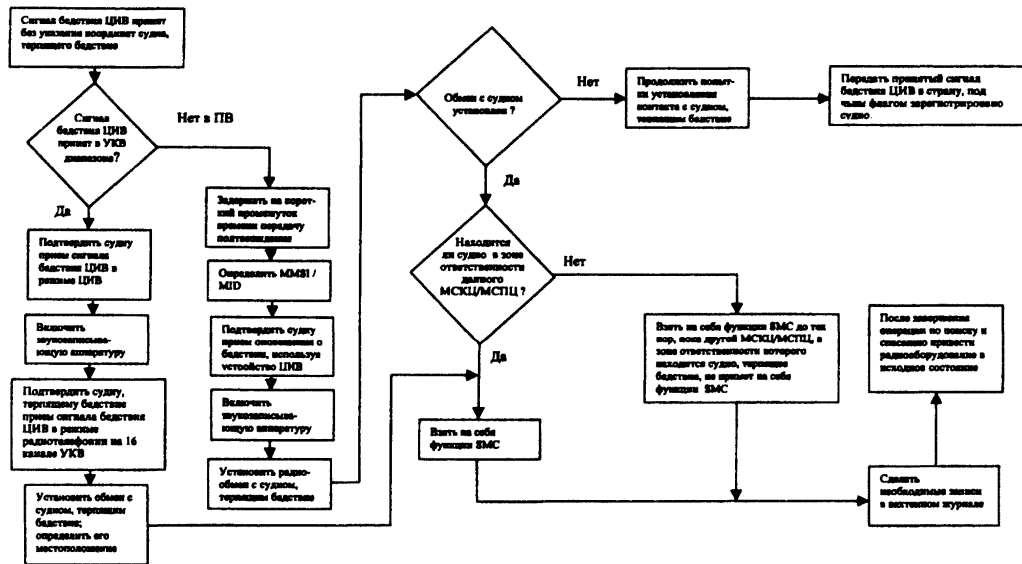 Сигнал бедствия ЦИВ принят
без указания координат судна,
терпящего бедствие
Сигнал
бедствия ЦИВ
принят в УКВ
диапазоне?
Нет в ПВ
Да
Подтвердить судну
прием сигнала
бедствия ЦИВ в
режиме ЦИВ
Включить
звукозаписыва-
ющую аппаратуру
Подтвердить судну,
терпящему бедствие
прием сигнала бедствия
ЦИВ в режиме
радиотелефонии на 16
канале УКВ
Установить обмен с
судном, терпящим
бедствие;
определить его
местоположение
Задержать на корот-
кий промежуток
времени передачу
подтверждения
Определить MMSI /
MID
Подтвердить судну
прием оповещения о
бедствии, используя
устройство ЦИВ
Включить
звукозаписыва-
ющую аппаратуру
Установить радио-
обмен с судном,
терпящим бедствие
Обмен с судном
установлен ?
Нет
Продолжить попыт-
ки установления
контакта с судном,
терпящим бедствие
Передать принятый сигнал
бедствия ЦИВ в страну, под
чьим флагом зарегистрировано
судно.
Да
Находится
ли судно в зоне
ответственности
данного
МСКЦ/МСПЦ ?
Нет
Взять на себя функции SMC до тех
пор, пока другой МСКЦ/МСПЦ, в
зоне ответственности которого
находится судно, терпящее
бедствие, не примет на себя
функции SMC
Да
Взять на себя
функции SMC
Сделать
необходимые записи
в вахтенном журнале
После завершения
операции по поиску и
спасанию привести
радиооборудование в
исходное состояние